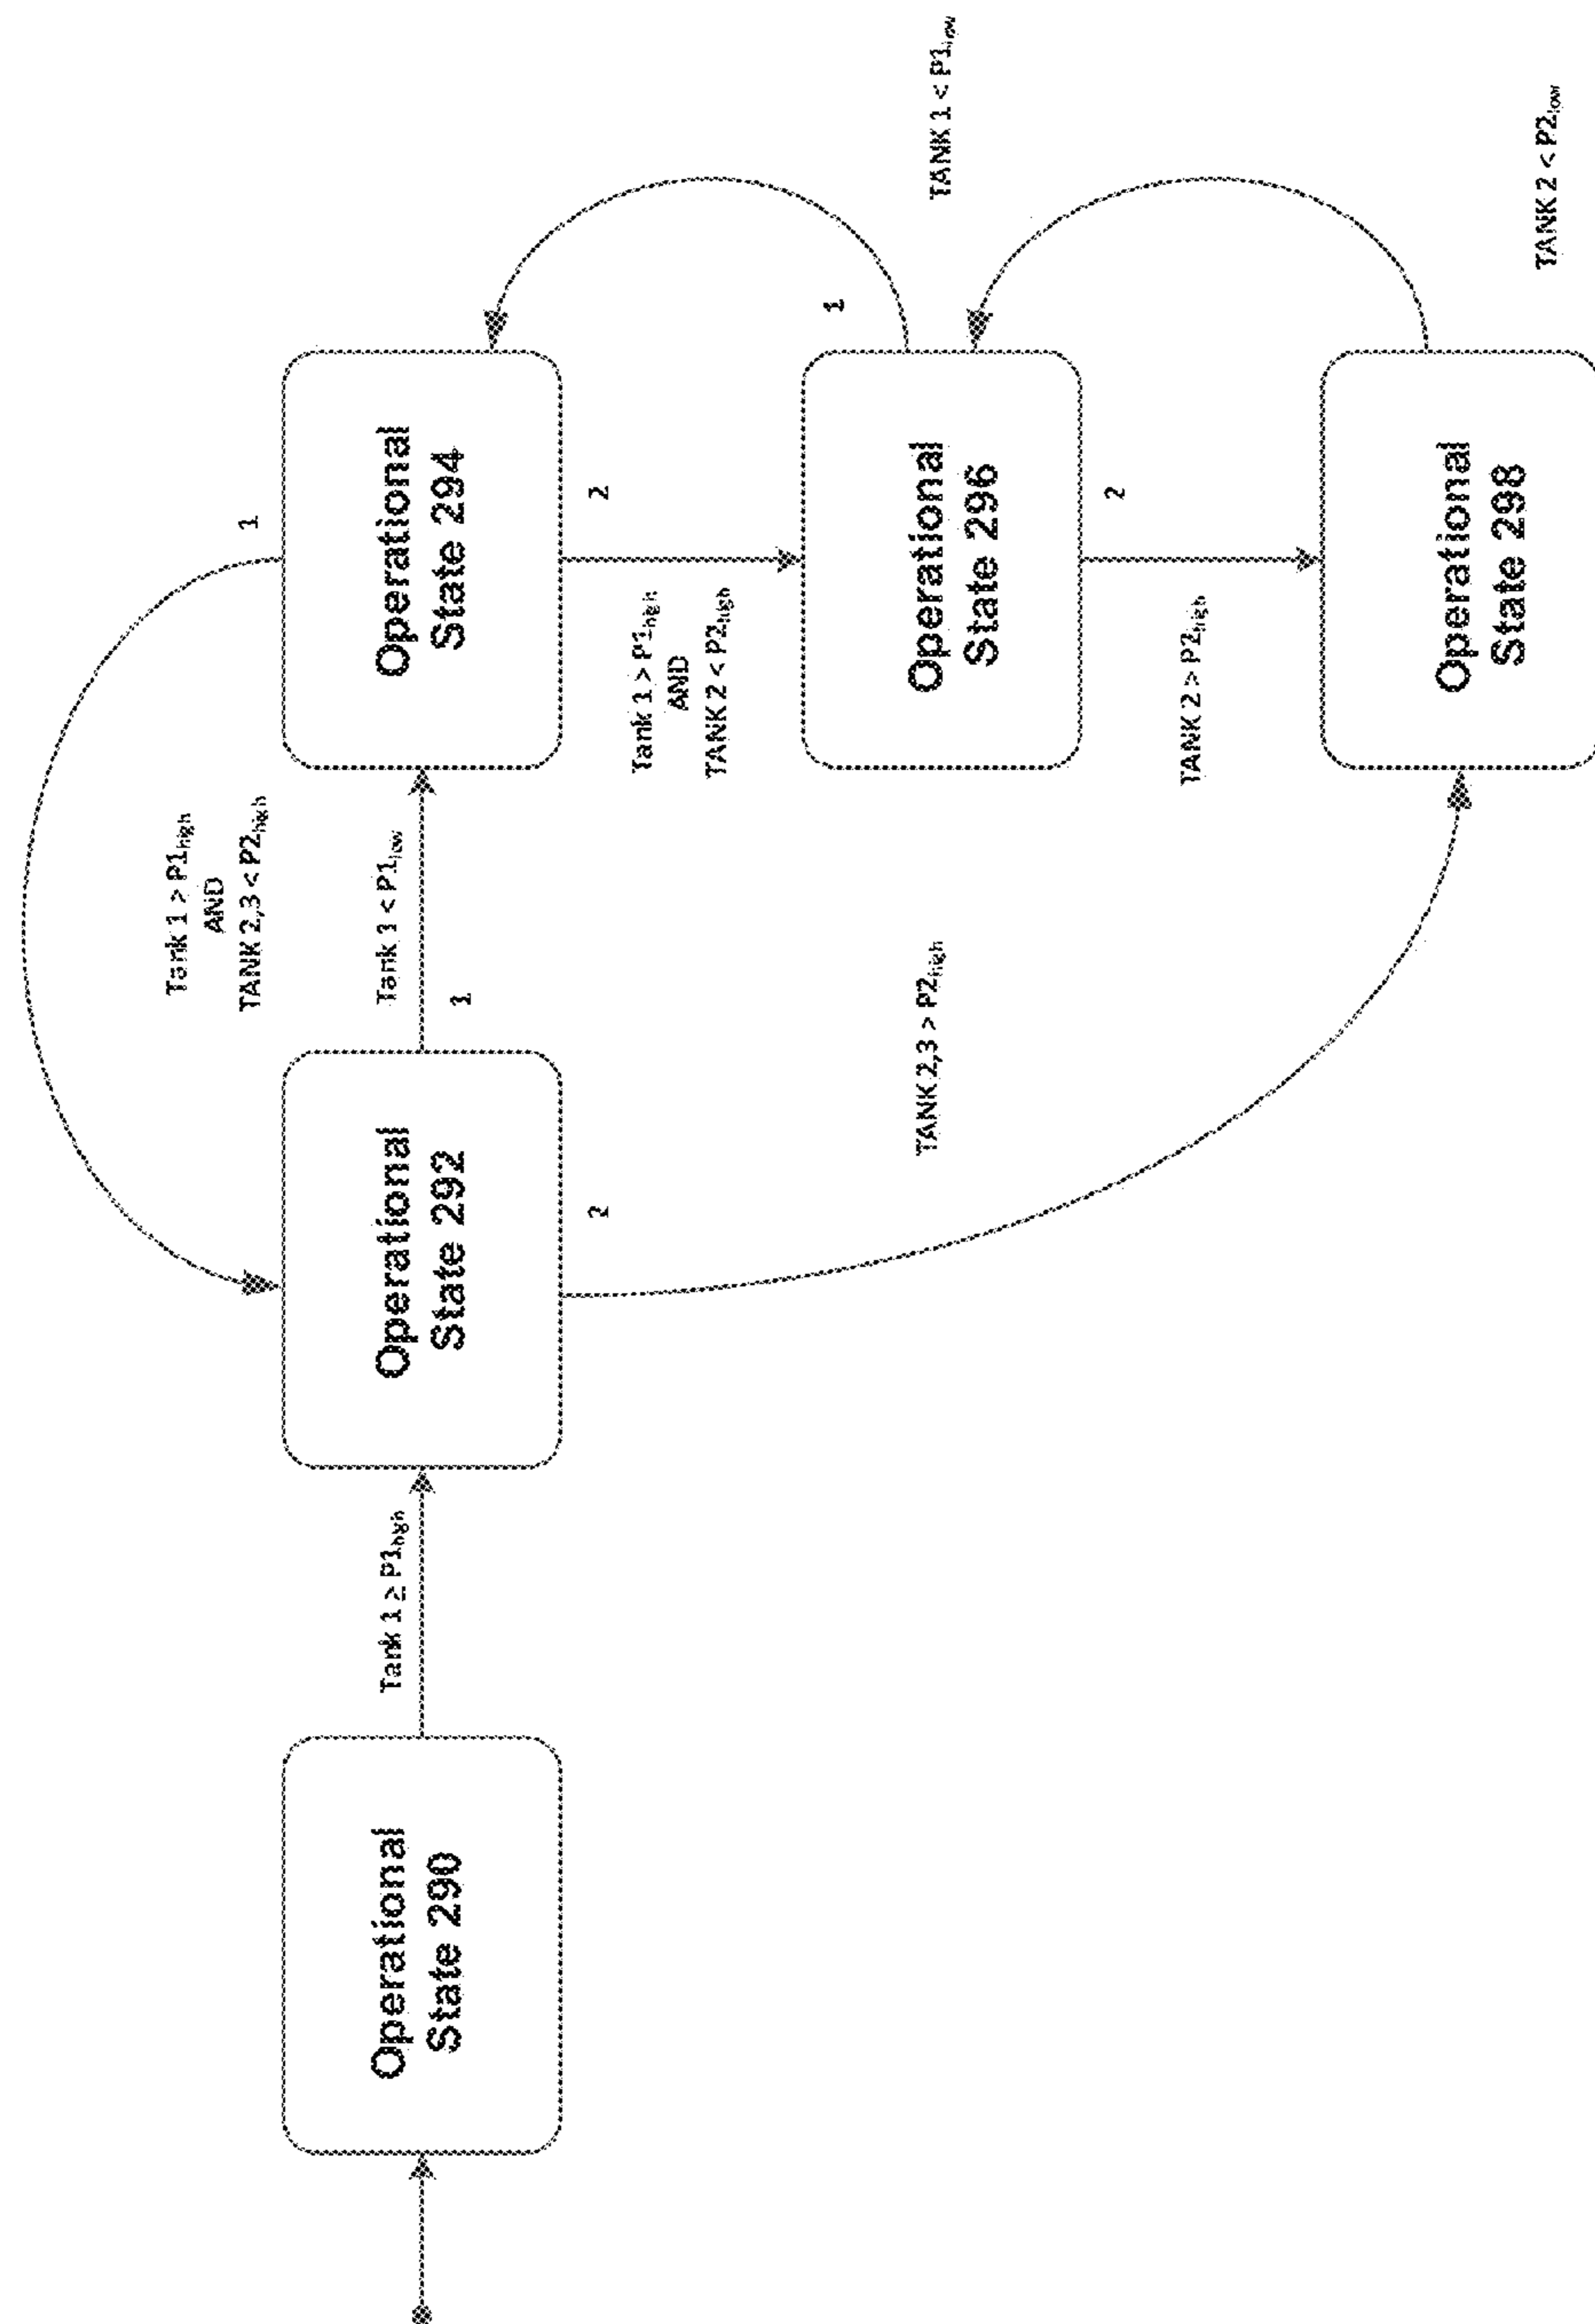 Operational
State 290
Tank 1 ≥ P1high
Operational
State 292
1
2
Tank 1 < P1low
Tank 1 > P1high
AND
TANK 2,3 < P2high
TANK 2,3 > P2high
1
Operational
State 294
2
Tank 1 > P1high
AND
TANK 2 < P2high
Operational
State 296
1
TANK 1 < P1low
2
TANK 2 > P2high
Operational
State 298
TANK 2 < P2low